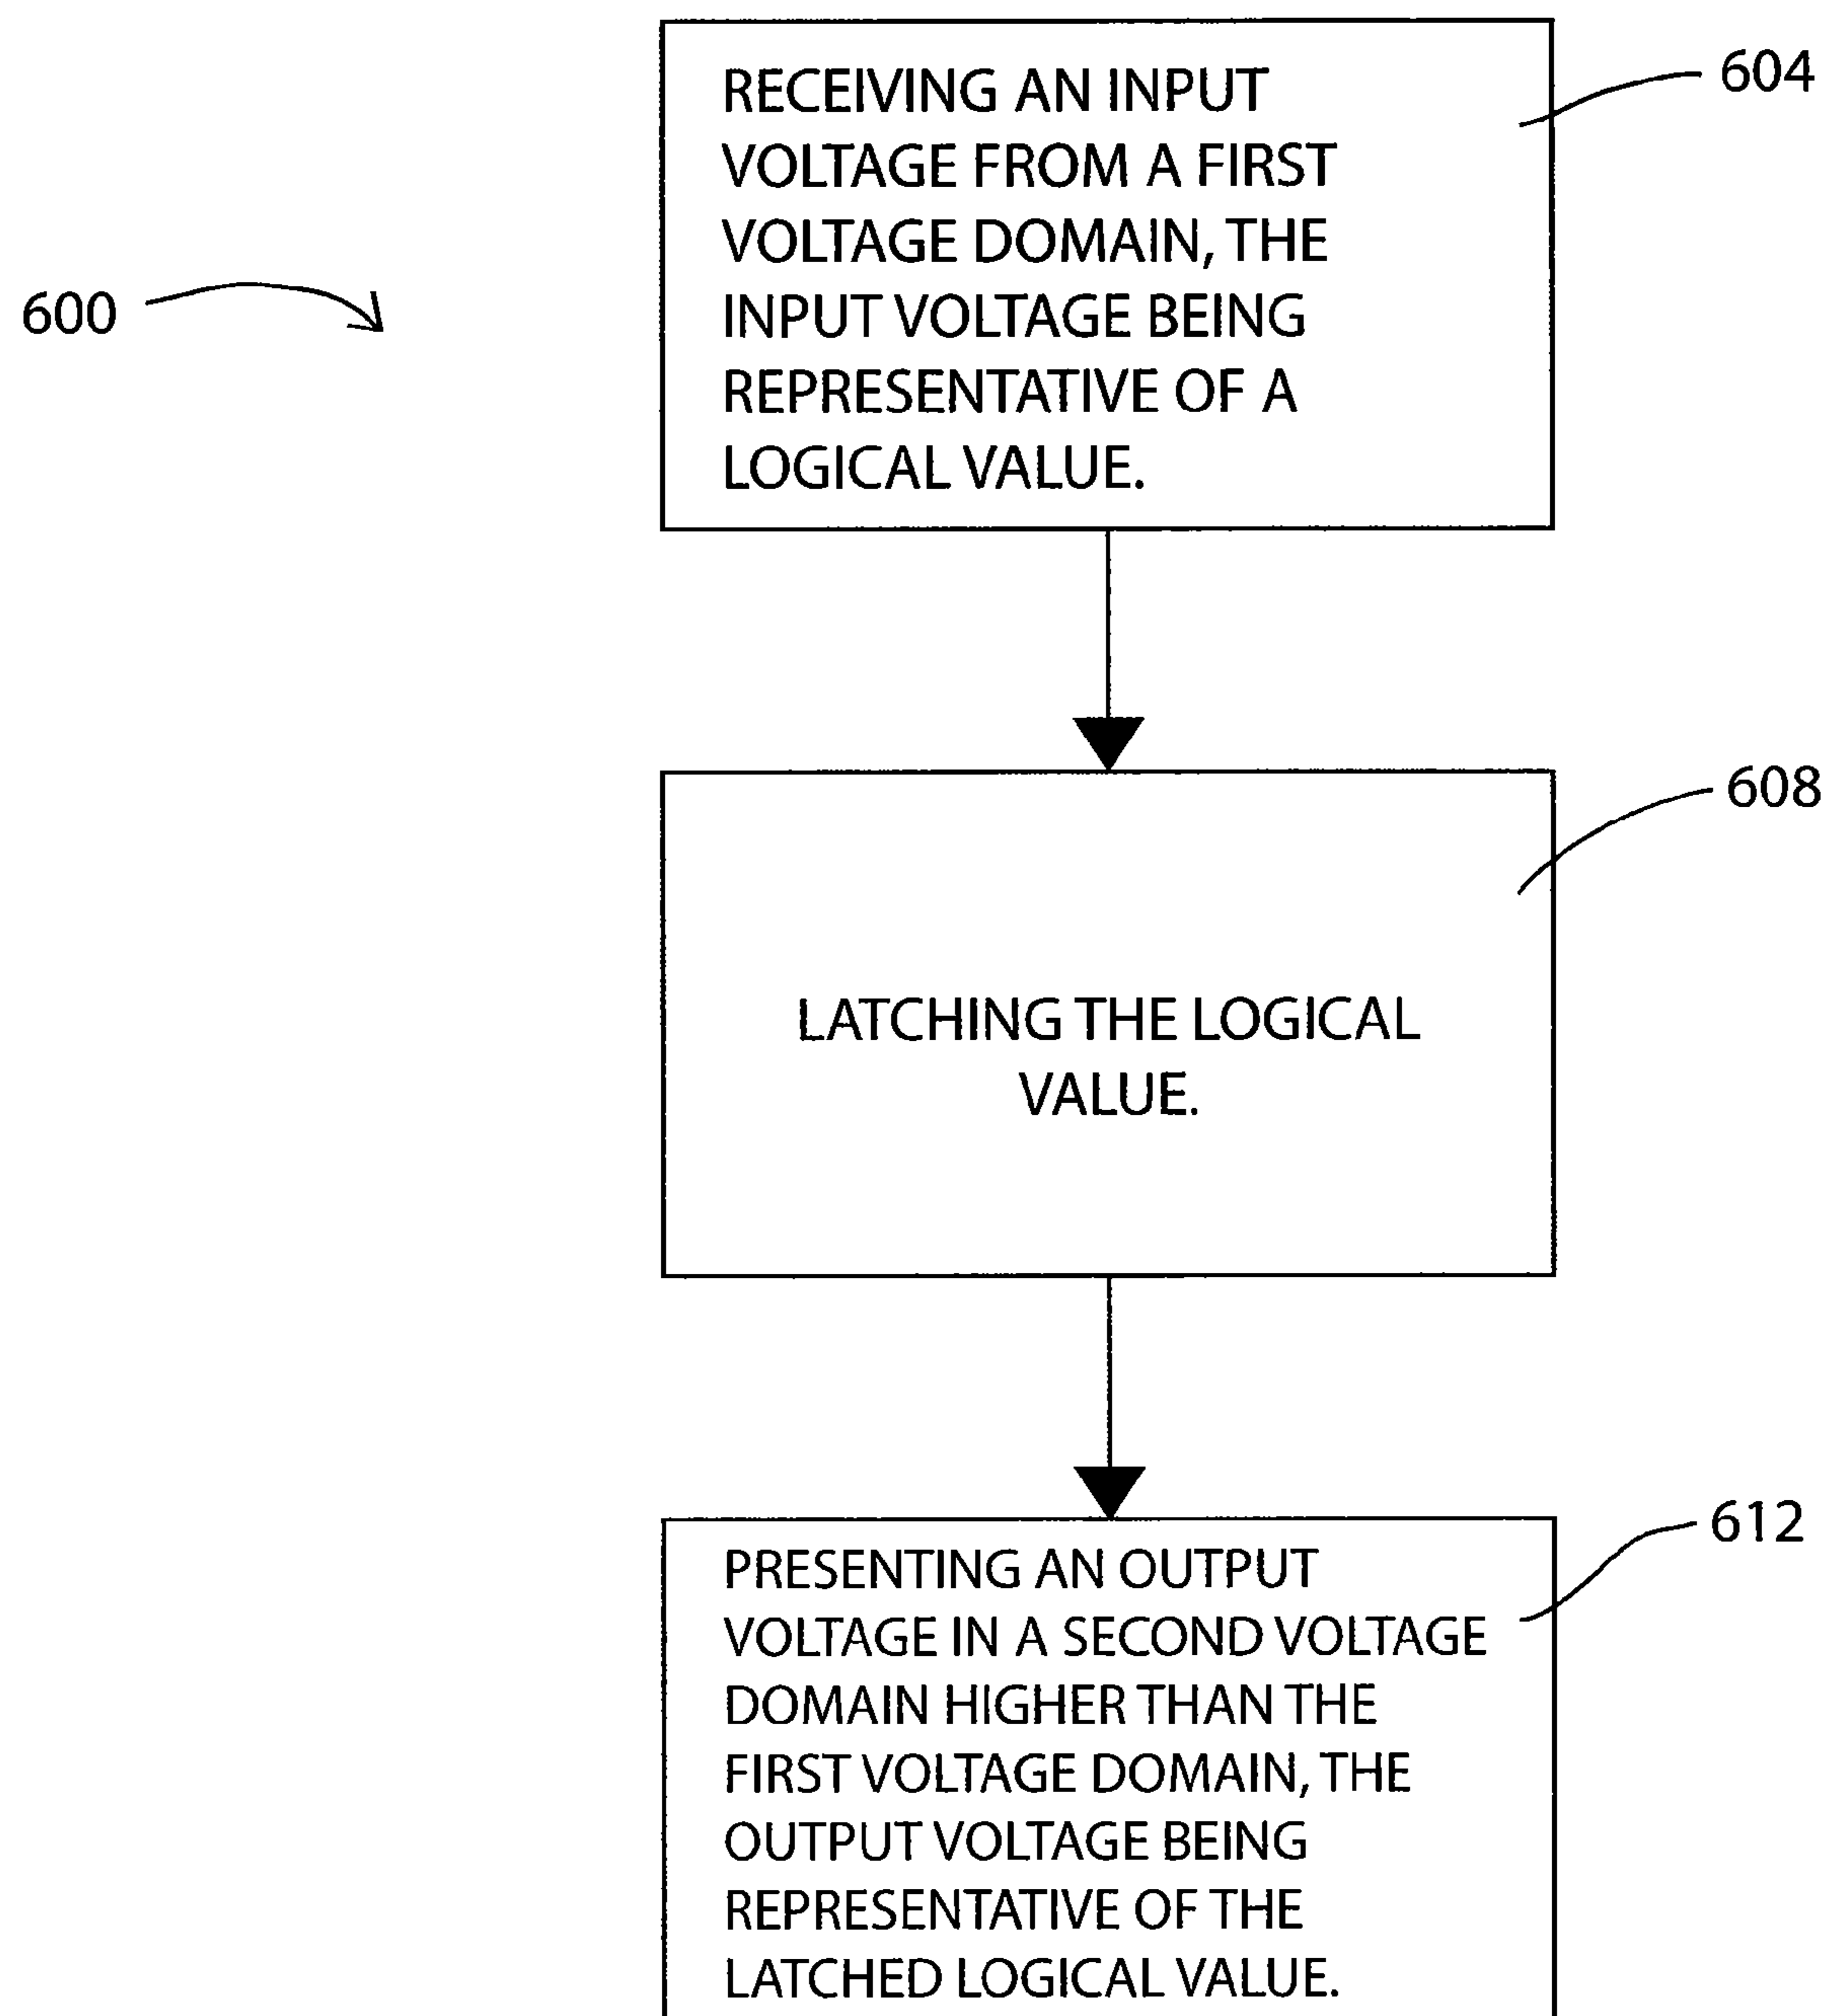 RECEIVING AN INPUT
VOLTAGE FROM A FIRST
VOLTAGE DOMAIN, THE
INPUT VOLTAGE BEING
REPRESENTATIVE OF A
LOGICAL VALUE.
604
600
608
LATCHING THE LOGICAL
VALUE.
612
PRESENTING AN OUTPUT
VOLTAGE IN A SECOND VOLTAGE
DOMAIN HIGHER THAN THE
FIRST VOLTAGE DOMAIN, THE
OUTPUT VOLTAGE BEING
REPRESENTATIVE OF THE
LATCHED LOGICAL VALUE.